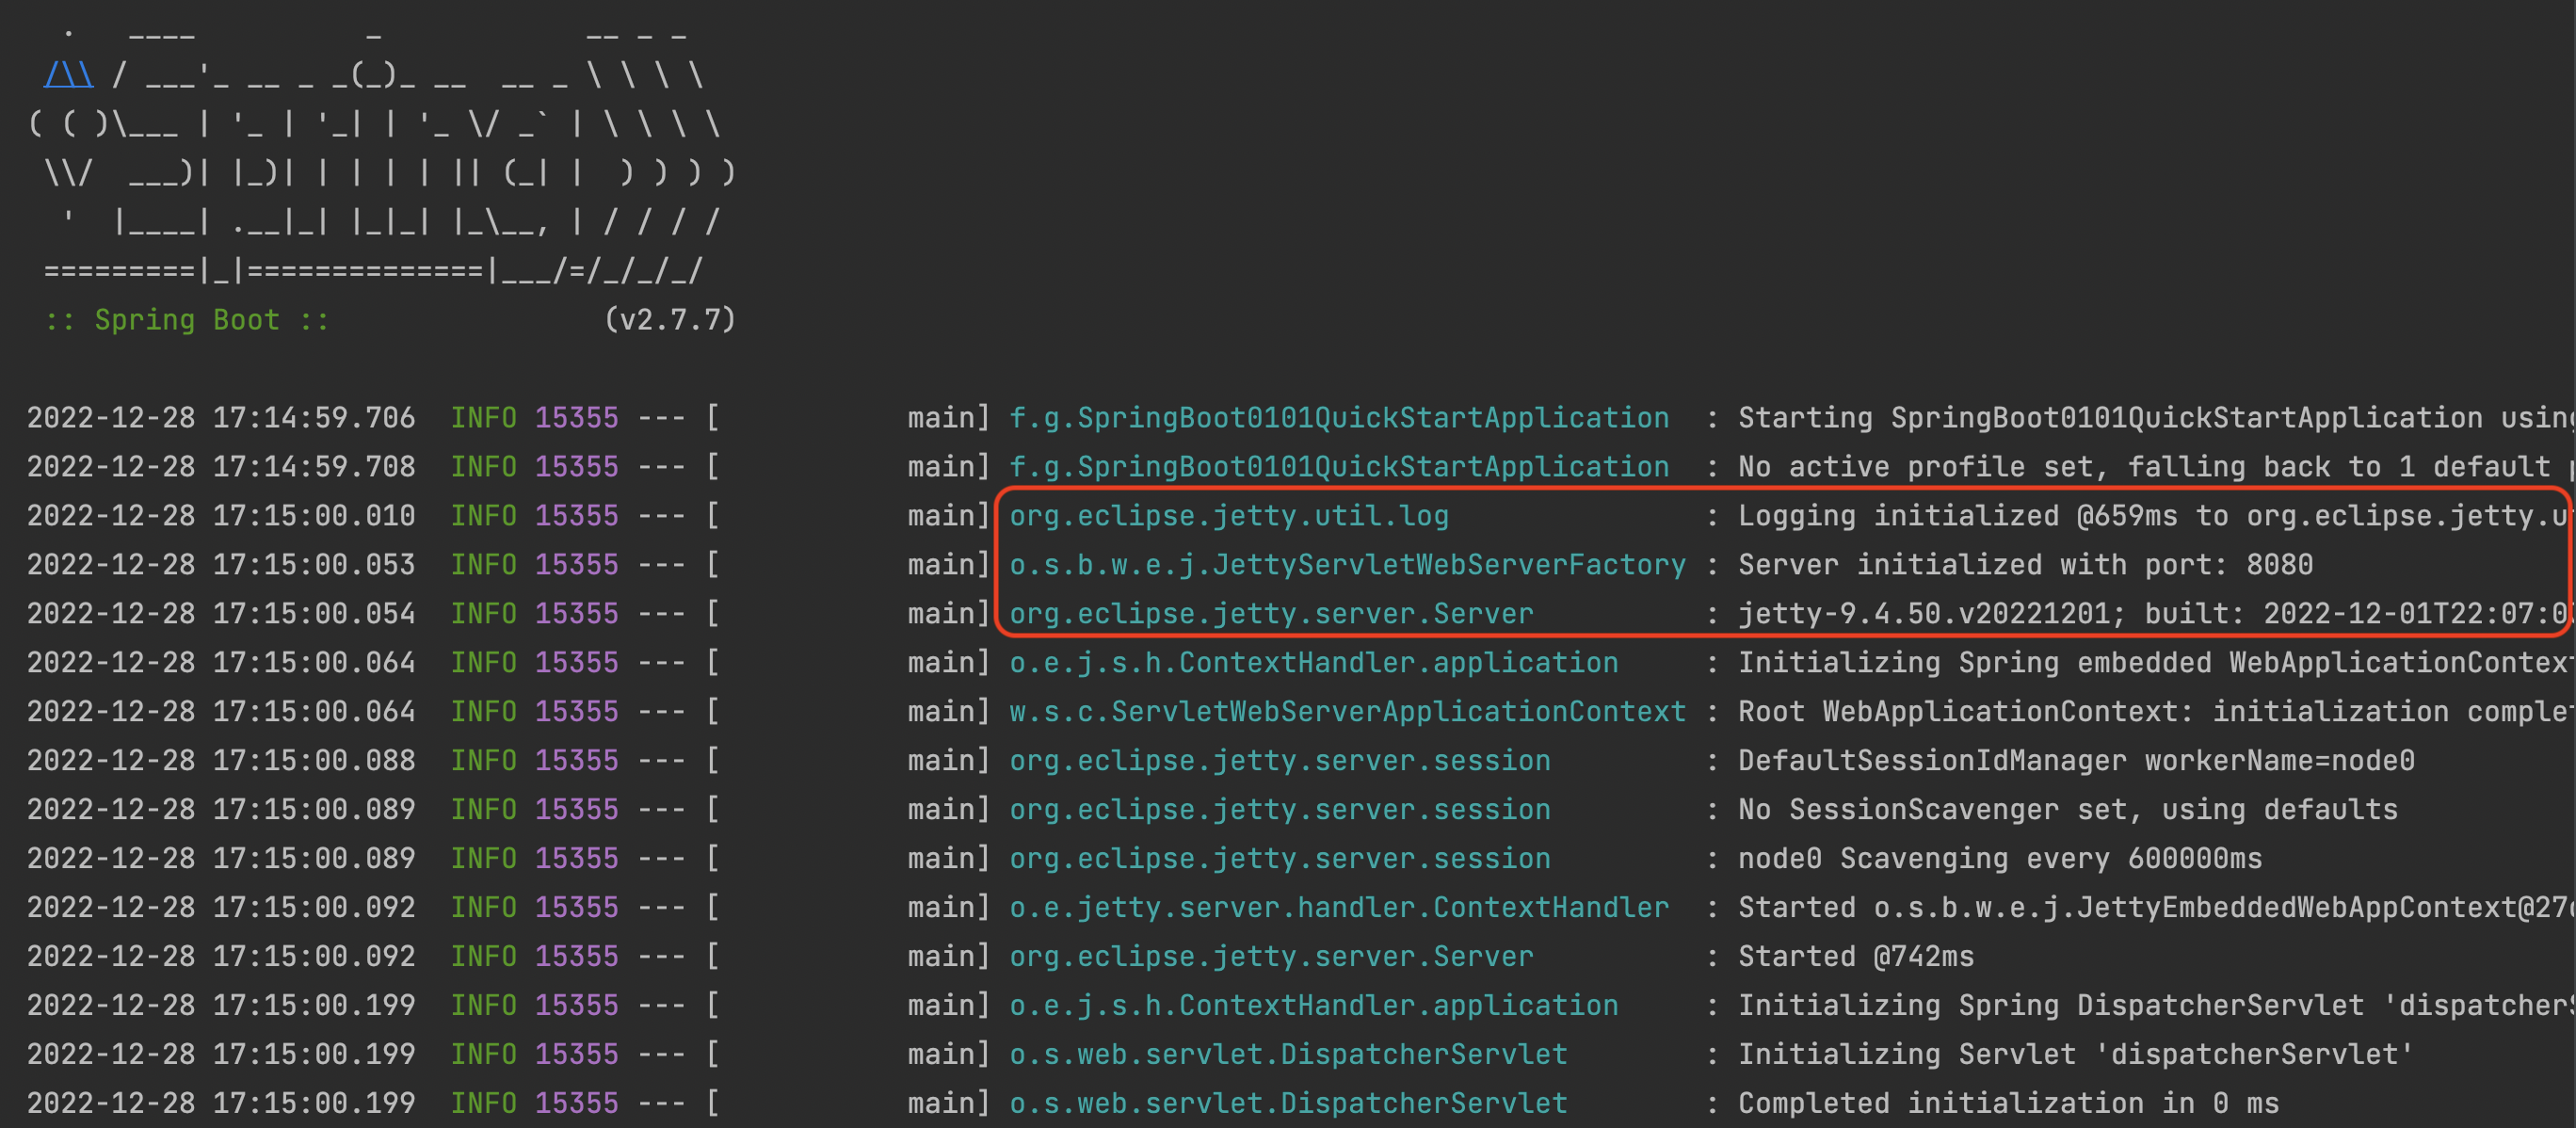 .   ____          _            __ _ _
 /\\ / ___'_ __ _ _(_)_ __  __ _ \ \ \ \
( ( )\___ | '_ | '_| | '_ \/ _` | \ \ \ \
 \\/  ___)| |_)| | | | | || (_| |  ) ) ) )
  '  |____| .__|_| |_|_| |_\__, | / / / /
 =========|_|==============|___/=/_/_/_/
 :: Spring Boot ::                (v2.7.7)
2022-12-28 17:14:59.706  INFO 15355 --- [           main] f.g.SpringBoot0101QuickStartApplication  : Starting SpringBoot0101QuickStartApplication using
2022-12-28 17:14:59.708  INFO 15355 --- [           main] f.g.SpringBoot0101QuickStartApplication  : No active profile set, falling back to 1 default
2022-12-28 17:15:00.010  INFO 15355 --- [           main] org.eclipse.jetty.util.log               : Logging initialized @659ms to org.eclipse.jetty.u
2022-12-28 17:15:00.053  INFO 15355 --- [           main] o.s.b.w.e.j.JettyServletWebServerFactory : Server initialized with port: 8080
2022-12-28 17:15:00.054  INFO 15355 --- [           main] org.eclipse.jetty.server.Server          : jetty-9.4.50.v20221201; built: 2022-12-01T22:07:0
2022-12-28 17:15:00.064  INFO 15355 --- [           main] o.e.j.s.h.ContextHandler.application     : Initializing Spring embedded WebApplicationContext
2022-12-28 17:15:00.064  INFO 15355 --- [           main] w.s.c.ServletWebServerApplicationContext : Root WebApplicationContext: initialization complet
2022-12-28 17:15:00.088  INFO 15355 --- [           main] org.eclipse.jetty.server.session         : DefaultSessionIdManager workerName=node0
2022-12-28 17:15:00.089  INFO 15355 --- [           main] org.eclipse.jetty.server.session         : No SessionScavenger set, using defaults
2022-12-28 17:15:00.089  INFO 15355 --- [           main] org.eclipse.jetty.server.session         : node0 Scavenging every 600000ms
2022-12-28 17:15:00.092  INFO 15355 --- [           main] o.e.jetty.server.handler.ContextHandler  : Started o.s.b.w.e.j.JettyEmbeddedWebAppContext@27
2022-12-28 17:15:00.092  INFO 15355 --- [           main] org.eclipse.jetty.server.Server          : Started @742ms
2022-12-28 17:15:00.199  INFO 15355 --- [           main] o.e.j.s.h.ContextHandler.application     : Initializing Spring DispatcherServlet 'dispatcherS
2022-12-28 17:15:00.199  INFO 15355 --- [           main] o.s.web.servlet.DispatcherServlet        : Initializing Servlet 'dispatcherServlet'
2022-12-28 17:15:00.199  INFO 15355 --- [           main] o.s.web.servlet.DispatcherServlet        : Completed initialization in 0 ms